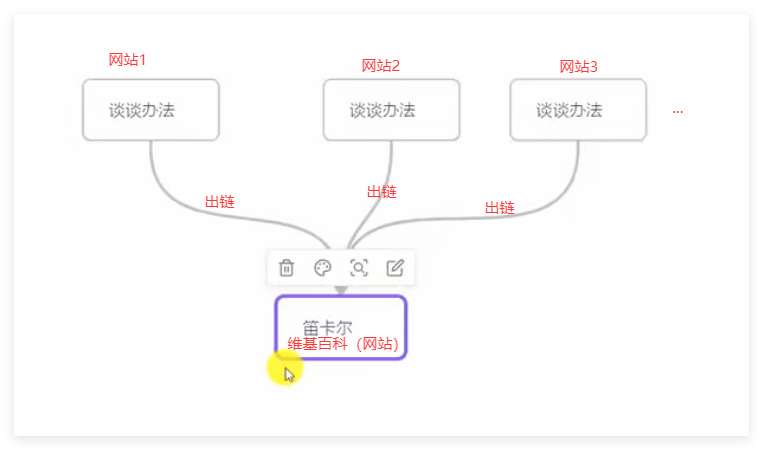 网站1
网站2
网站3
谈谈办法
谈谈办法
谈谈办法
...
出链
出链
出链
笛卡尔
维基百科（网站）